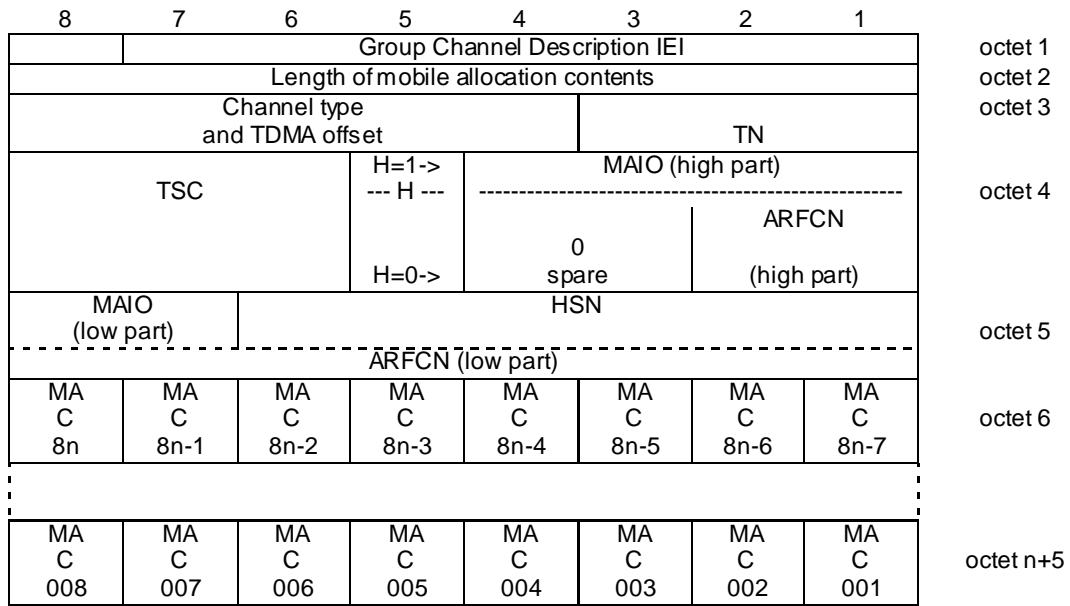 8 7 6 5 4 3 2 1
Group Channel Description IEI octet 1
Length of mobile allocation contents octet 2
Channel type octet 3
and TDMA offset TN
H=1-> MAIO (high part)
TSC --- H --- ------------------------------------------------------ octet 4
ARFCN
0
H=0-> spare (high part)
MAIO HSN
(low part) octet 5
ARFCN (low part)
MA MA MA MA MA MA MA MA
C C C C C C C C octet 6
8n 8n-1 8n-2 8n-3 8n-4 8n-5 8n-6 8n-7
MA MA MA MA MA MA MA MA
C C C C C C C C octet n+5
008 007 006 005 004 003 002 001